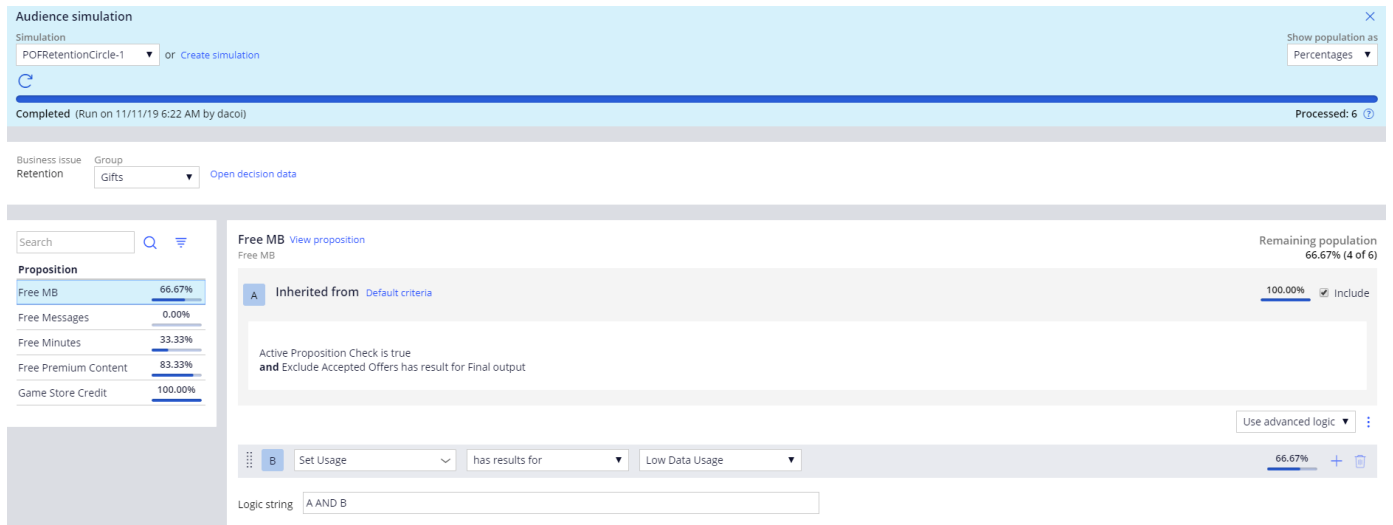 Audience simulation
Simulation
Show population as
POFRetentionCircle-1 or Create simulation
Percentages
Completed (Run on 11/11/19 6:22 AM by dacoi)
Processed: 6 ?
Business issue Group
Retention Gifts Open decision data
Search
Proposition
Free MB 66.67%
Free Messages 0.00%
Free Minutes 33.33%
Free Premium Content 83.33%
Game Store Credit 100.00%
Free MB View proposition
Free MB
Remaining population
66.67% (4 of 6)
A Inherited from Default criteria 100.00% Include
Active Proposition Check is true
and Exclude Accepted Offers has result for Final output
Use advanced logic
B Set Usage has results for Low Data Usage 66.67%
Logic string A AND B